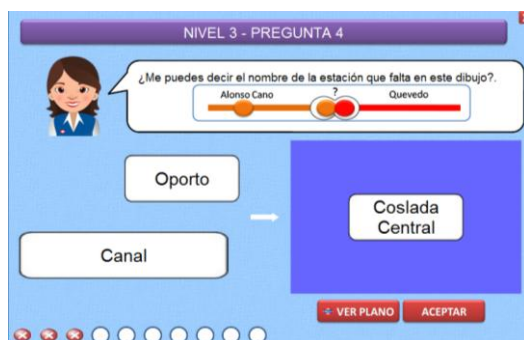 NIVEL 3 - PREGUNTA 4
¿Me puedes decir el nombre de la estación que falta en este dibujo?.
Alonso Cano ? Quevedo
Oporto
Coslada
Central
Canal
VER PLANO
ACEPTAR